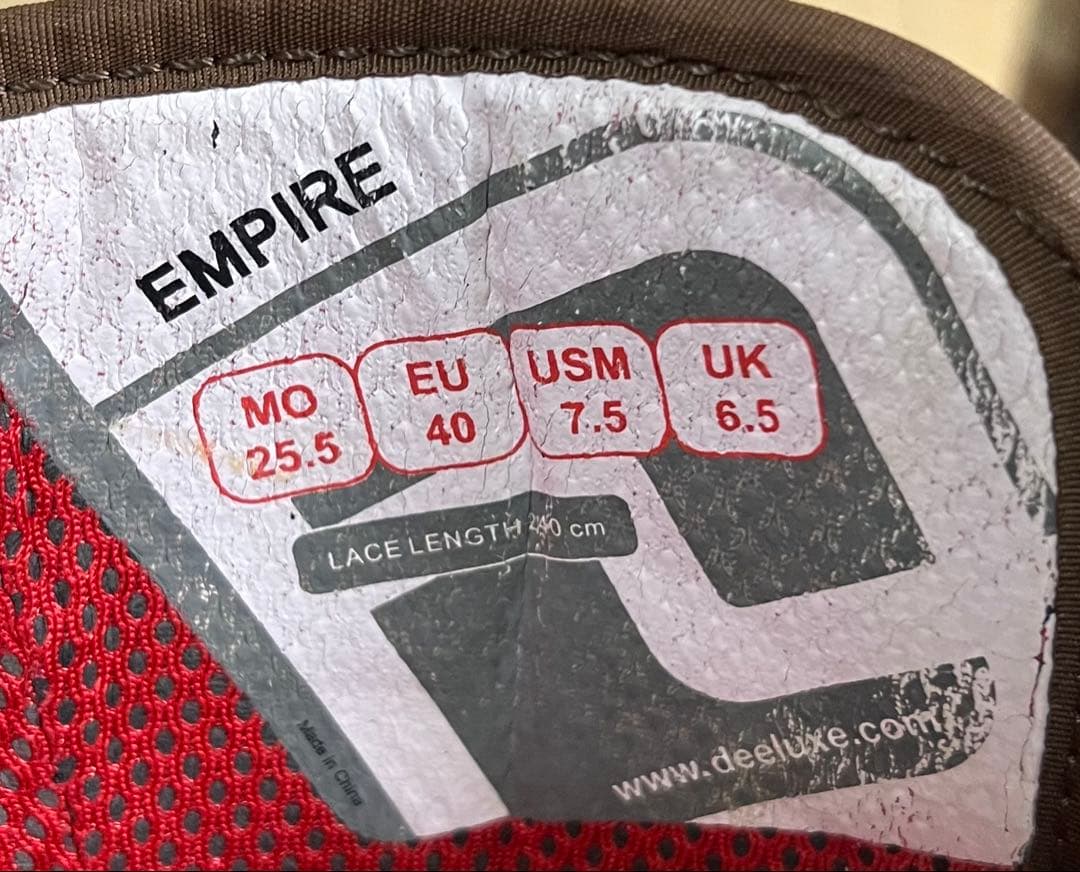 EMPIRE
MO EU USM UK
25.5 40 7.5 6.5
LACE LENGTH 240 cm
www.deeluxe.com
Made in China